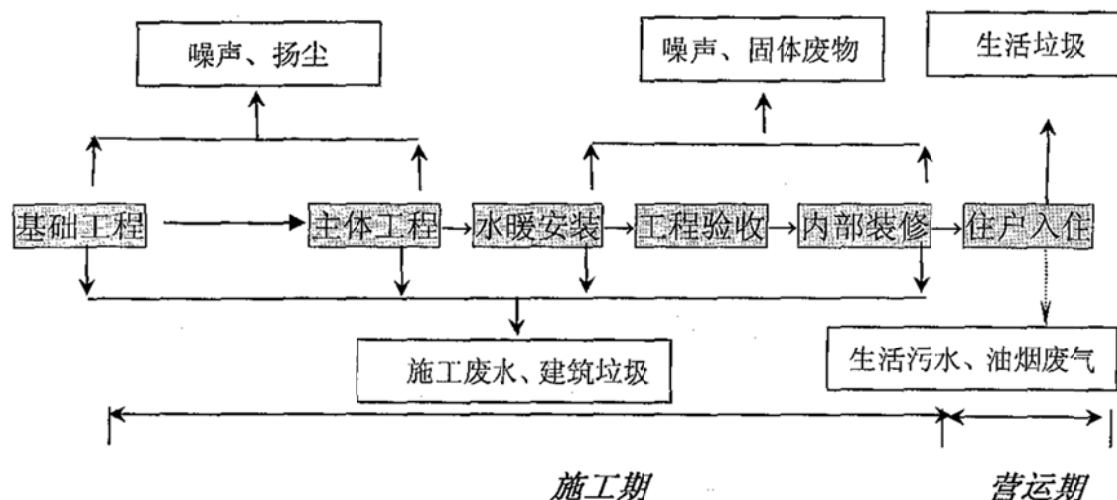 噪声、扬尘
噪声、固体废物
生活垃圾
基础工程
主体工程
水暖安装
工程验收
内部装修
住户入住
施工废水、建筑垃圾
生活污水、油烟废气
施工期
营运期